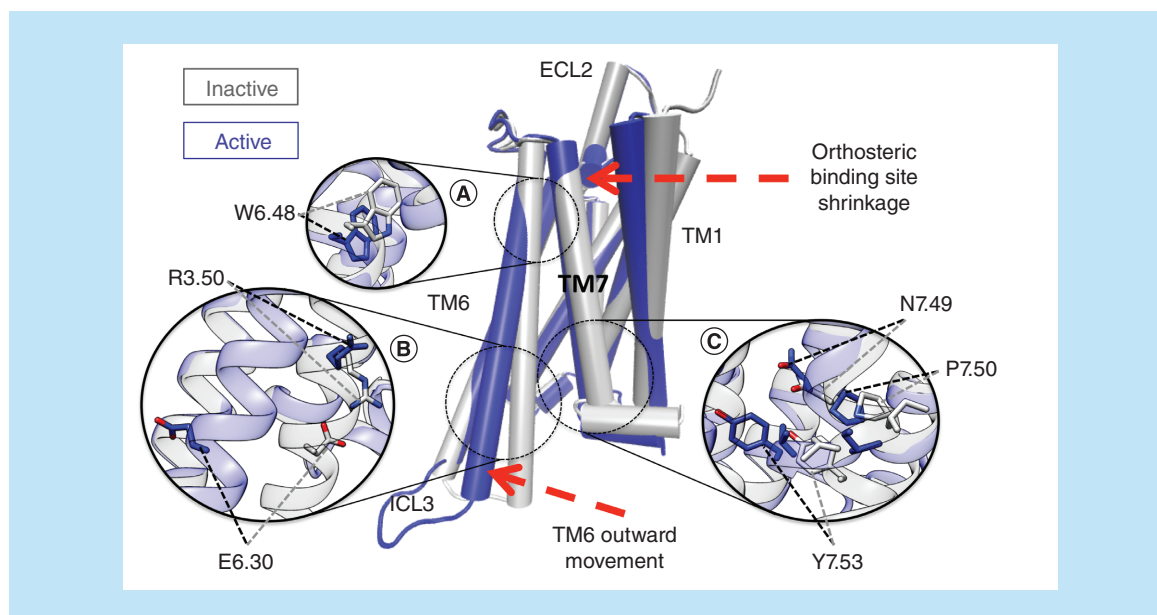 Inactive
Active
ECL2
Orthosteric
binding site
shrinkage
A
W6.48
TM1
R3.50
TM6
TM7
N7.49
B
C
P7.50
ICL3
E6.30
TM6 outward
movement
Y7.53